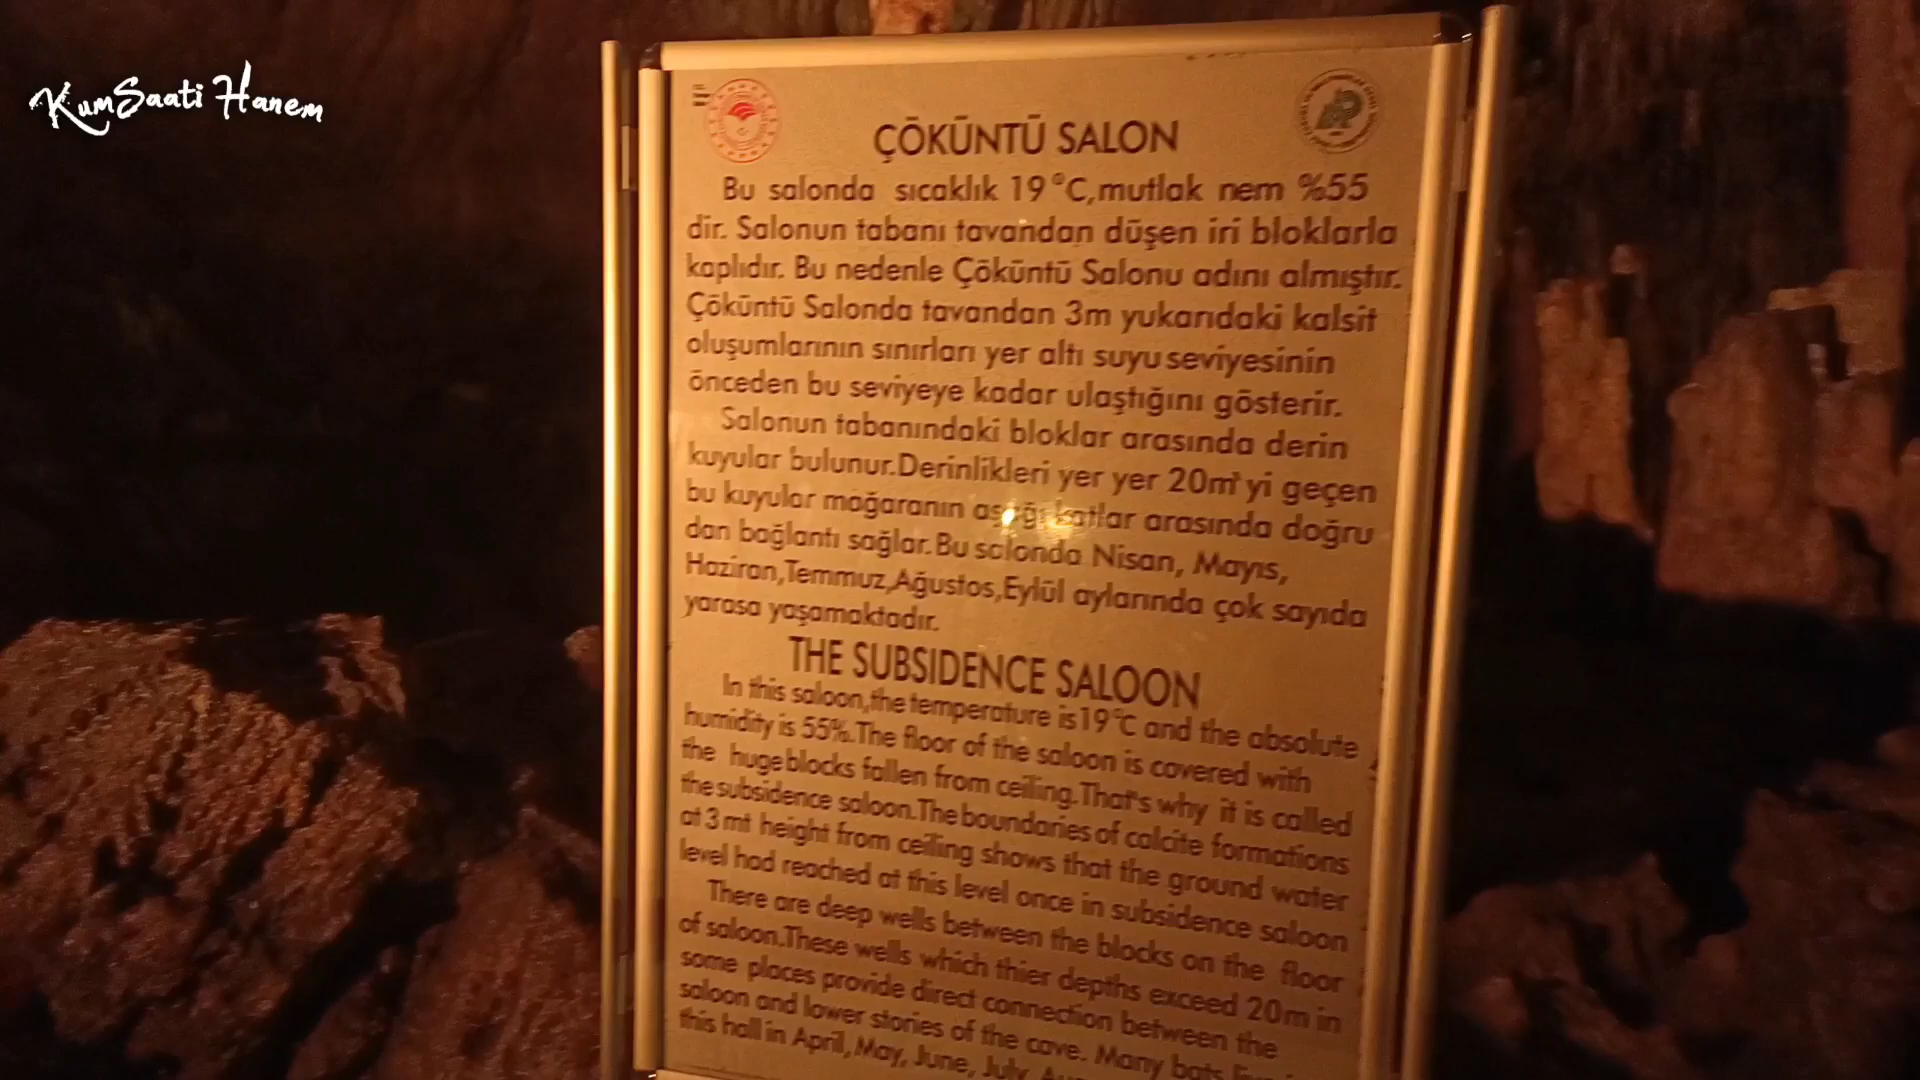 KumSaati Hanem
ÇÖKÜNTÜ SALON
Bu salonda sıcaklık 19°C,mutlak nem %55
dir. Salonun tabanı tavandan düşen iri bloklarla
kaplıdır. Bu nedenle Çöküntü Salonu adını almıştır.
Çöküntü Salonda tavandan 3m yukarıdaki kalsit
oluşumlarının sınırları yer altı suyu seviyesinin
önceden bu seviyeye kadar ulaştığını gösterir.
Salonun tabanındaki bloklar arasında derin
kuyular bulunur.Derinlikleri yer yer 20m'yi geçen
bu kuyular mağaranın aşağı katlar arasında doğru
dan bağlantı sağlar.Bu salonda Nisan, Mayıs,
Haziran,Temmuz,Ağustos,Eylül aylarında çok sayıda
yarasa yaşamaktadır.
THE SUBSIDENCE SALOON
In this saloon,the temperature is19°C and the absolute
humidity is 55%.The floor of the saloon is covered with
the huge blocks fallen from ceiling.That's why it is called
the subsidence saloon.The boundaries of calcite formations
at 3 mt height from ceiling shows that the ground water
level had reached at this level once in subsidence saloon
There are deep wells between the blocks on the floor
of saloon.These wells which thier depths exceed 20m in
some places provide direct connection between the
saloon and lower stories of the cave. Many bats
this hall in April, May, June, July,